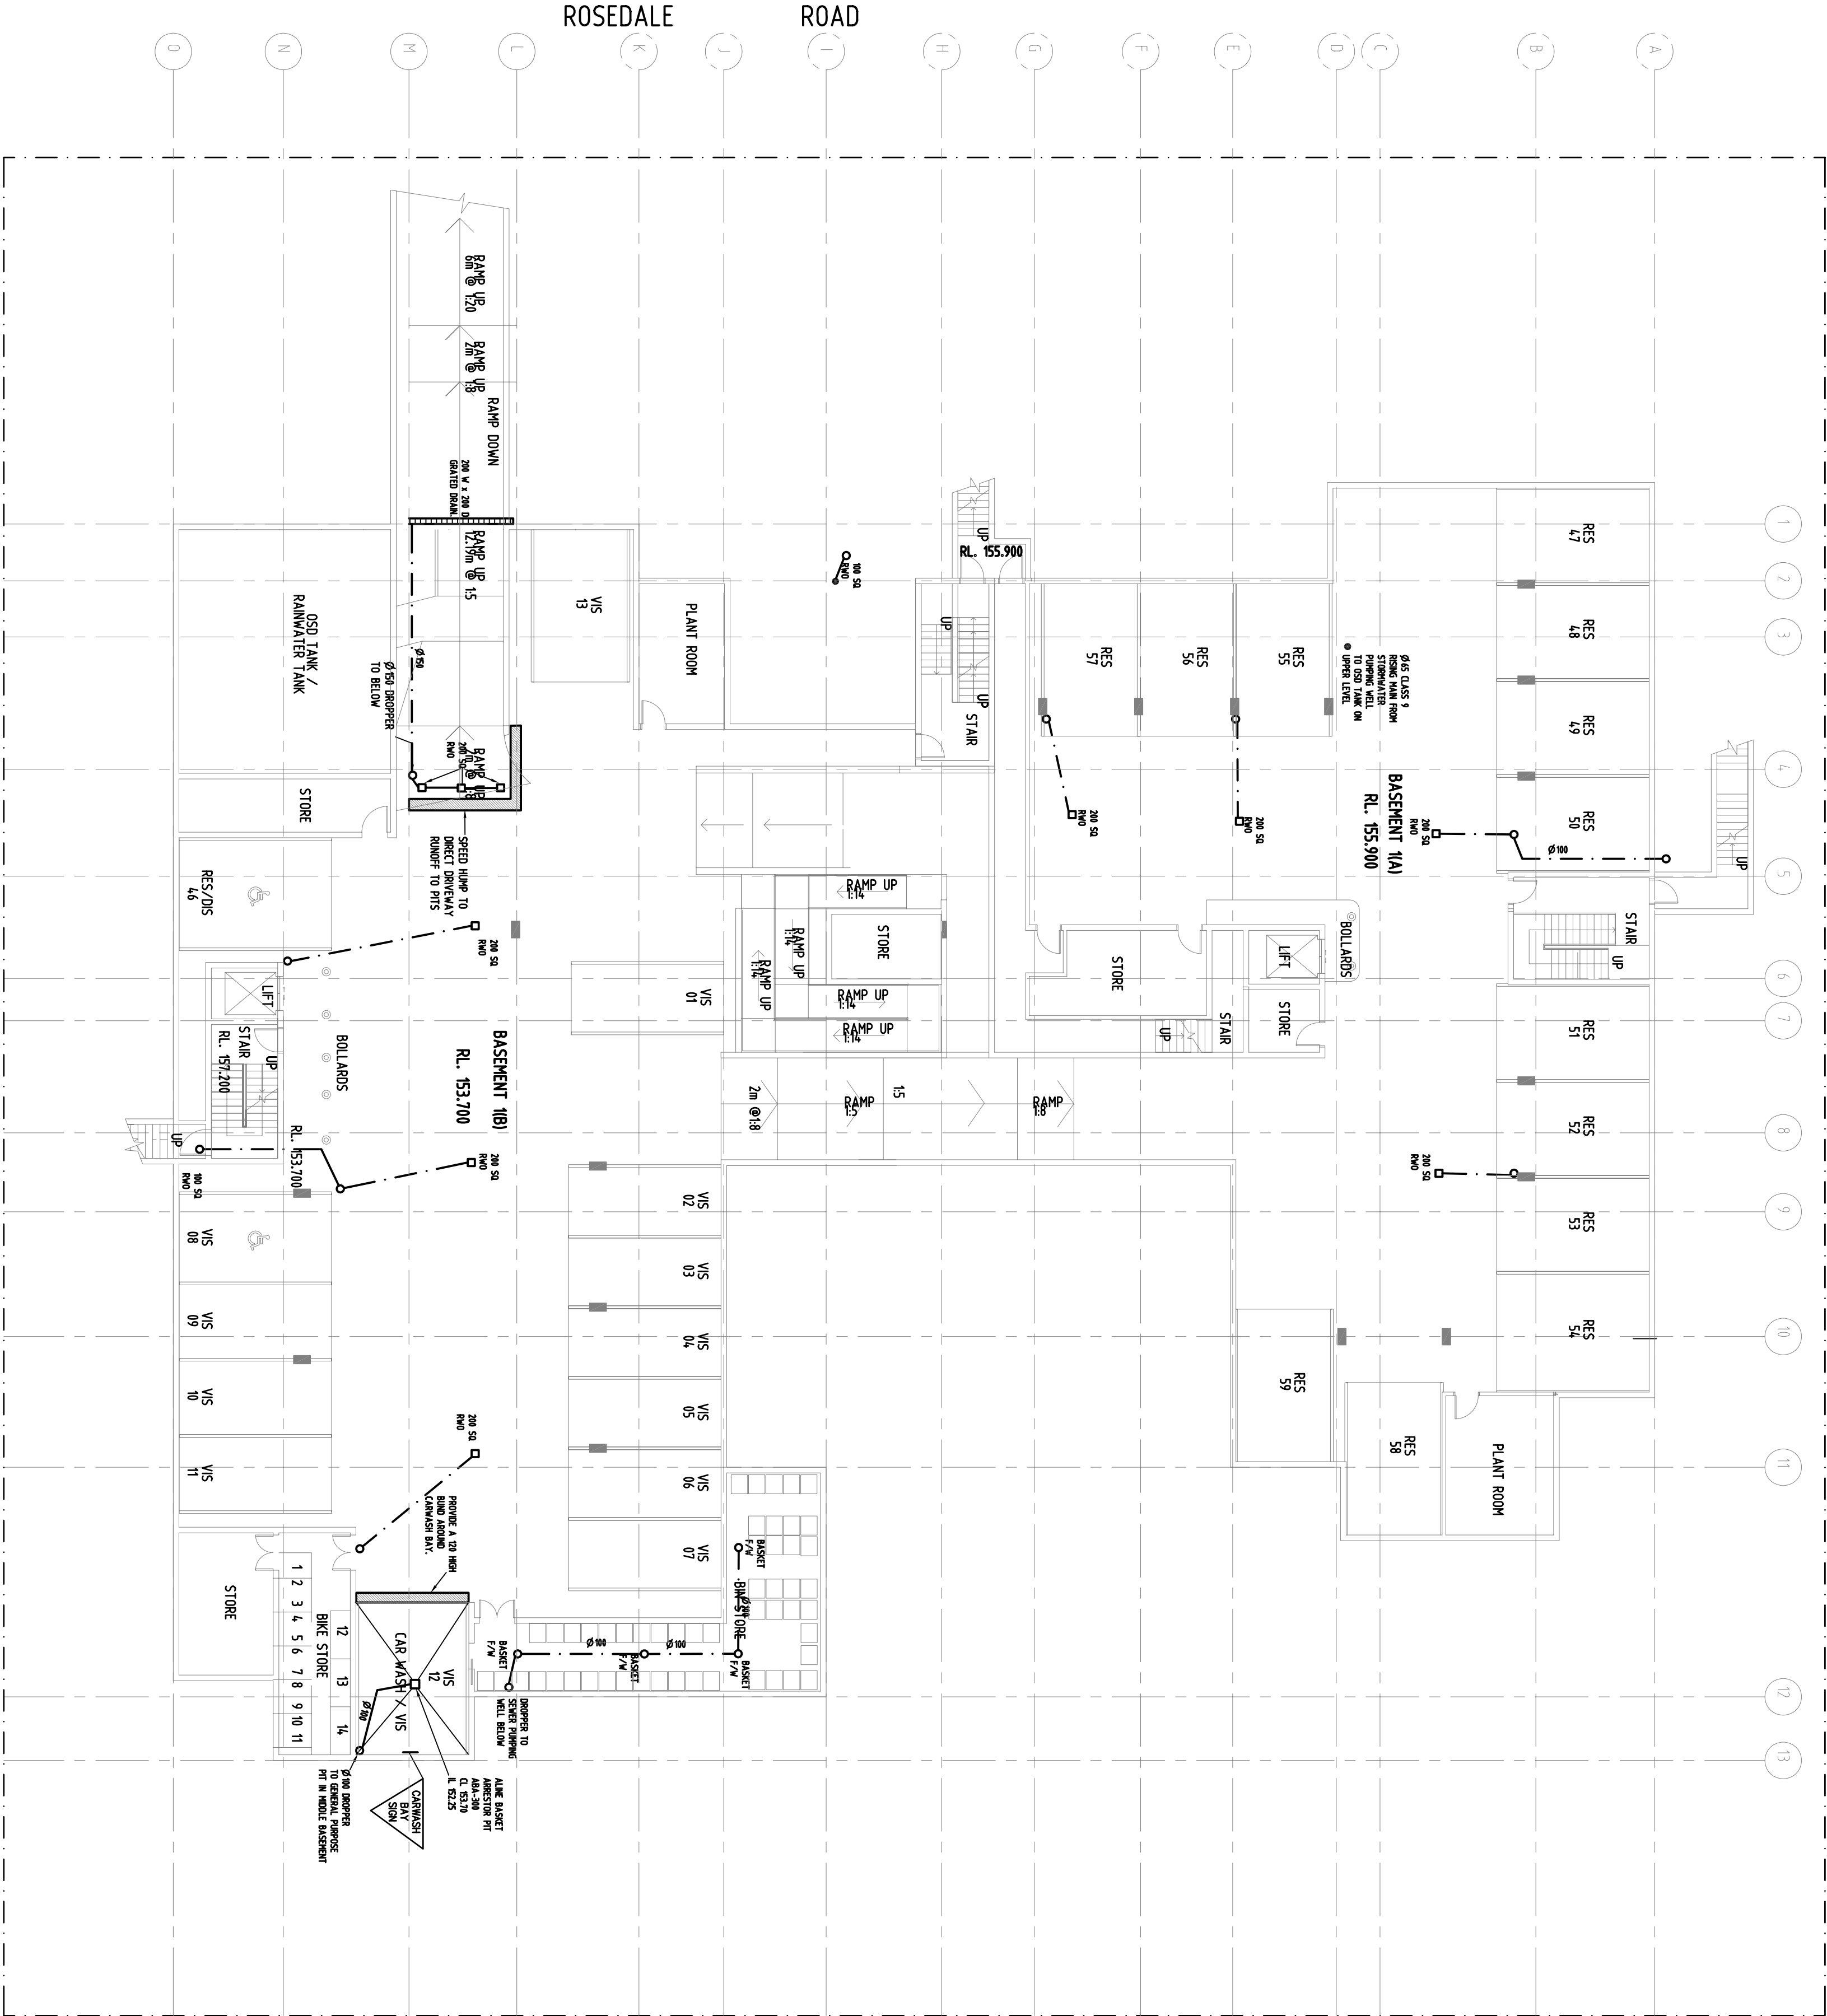 ROSEDALE ROAD
O
N
M
L
K
J
I
H
G
F
E
D
C
B
A
1
2
3
4
5
6
7
8
9
10
11
12
13
RAMP UP
6m @ 1:20
RAMP UP
2m @ 1:8
RAMP DOWN
200 W x 200 D
GRATED DRAIN.
RAMP UP
12.19m @ 1:5
VIS
13
PLANT ROOM
OSD TANK /
RAINWATER TANK
Ø150
Ø150 DROPPER
TO BELOW
RAMP UP
2m @ 1:8
200 SQ
RWO
SPEED HUMP TO
DIRECT DRIVEWAY
RUNOFF TO PITS
STORE
RES/DIS
46
100 SQ
RWO
UP
RL. 155.900
UP
UP
STAIR
RES
57
RES
56
RES
55
Ø65 CLASS 9
RISING MAIN FROM
STORMWATER
PUMPING WELL
TO OSD TANK ON
UPPER LEVEL
RES
47
RES
48
RES
49
RES
50
BASEMENT 1(A)
RL. 155.900
200 SQ
RWO
200 SQ
RWO
200 SQ
RWO
Ø100
UP
STAIR
UP
BOLLARDS
LIFT
STORE
STAIR
UP
STORE
STORE
RAMP UP
1:14
RAMP UP
1:14
RAMP UP
1:14
RAMP UP
1:14
RAMP UP
1:14
RAMP
1:8
1:5
RAMP
1:5
2m @1:8
RES
51
RES
52
RES
53
RES
54
200 SQ
RWO
RES
59
RES
58
PLANT ROOM
200 SQ
RWO
VIS
01
LIFT
STAIR
UP
RL. 157.200
BOLLARDS
BASEMENT 1(B)
RL. 153.700
RL. 153.700
UP
100 SQ
RWO
200 SQ
RWO
VIS
02
VIS
03
VIS
04
VIS
05
VIS
06
VIS
07
VIS
08
VIS
09
VIS
10
VIS
11
200 SQ
RWO
PROVIDE A 120 HIGH
BUND AROUND
CARWASH BAY.
BASKET
F/W
BIN STORE
Ø100
BASKET
F/W
Ø100
BASKET
F/W
Ø100
BASKET
F/W
DROPPER TO
SEWER PUMPING
WELL BELOW
STORE
BIKE STORE
1
2
3
4
5
6
7
8
9
10
11
12
13
14
VIS
12
CAR WASH / VIS
Ø100
ALINE BASKET
ARRESTOR PIT
ABA-300
CL 153.70
IL 152.25
CARWASH
BAY
SIGN
Ø100 DROPPER
TO GENERAL PURPOSE
PIT IN MIDDLE BASEMENT